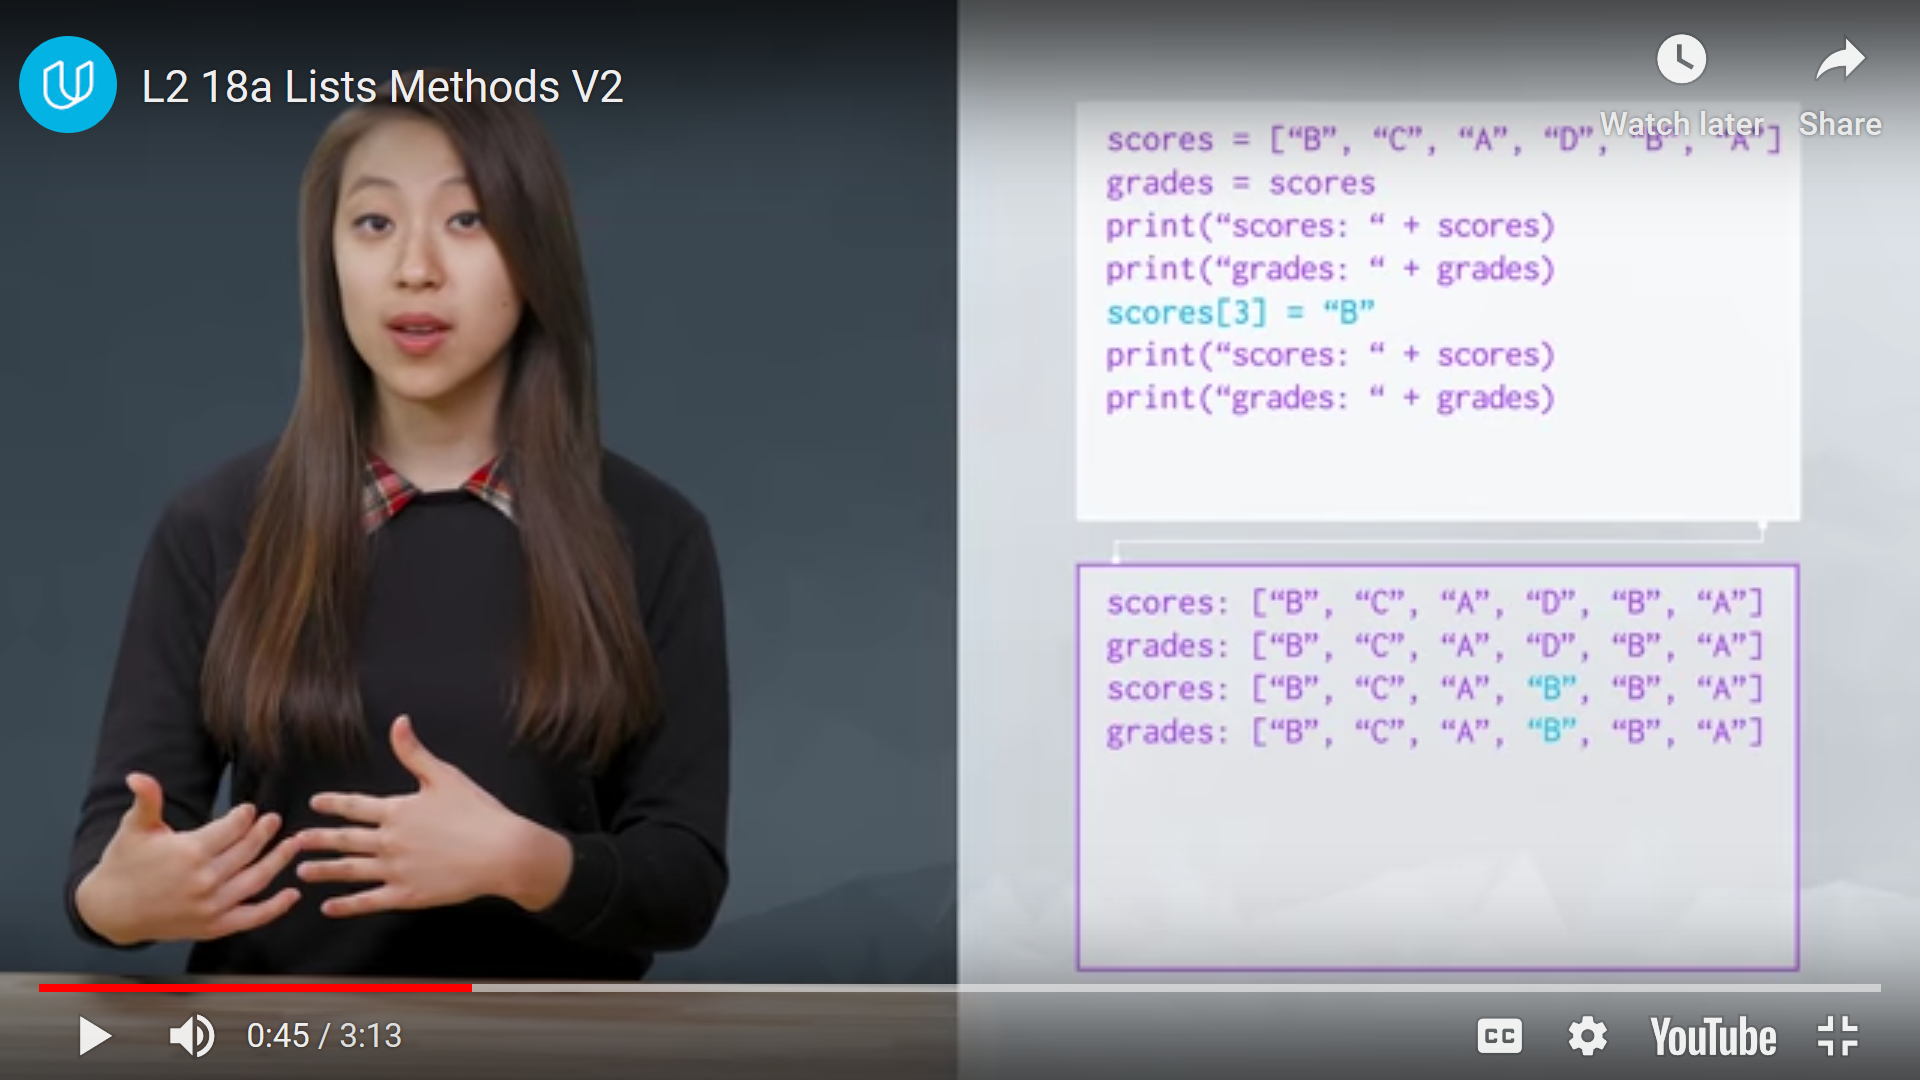 L2 18a Lists Methods V2
Watch later
Share
scores = [“B”, “C”, “A”, “D”, “B”, “A”]
grades = scores
print(“scores: “ + scores)
print(“grades: “ + grades)
scores[3] = “B”
print(“scores: “ + scores)
print(“grades: “ + grades)
scores: [“B”, “C”, “A”, “D”, “B”, “A”]
grades: [“B”, “C”, “A”, “D”, “B”, “A”]
scores: [“B”, “C”, “A”, “B”, “B”, “A”]
grades: [“B”, “C”, “A”, “B”, “B”, “A”]
0:45 / 3:13
CC
YouTube